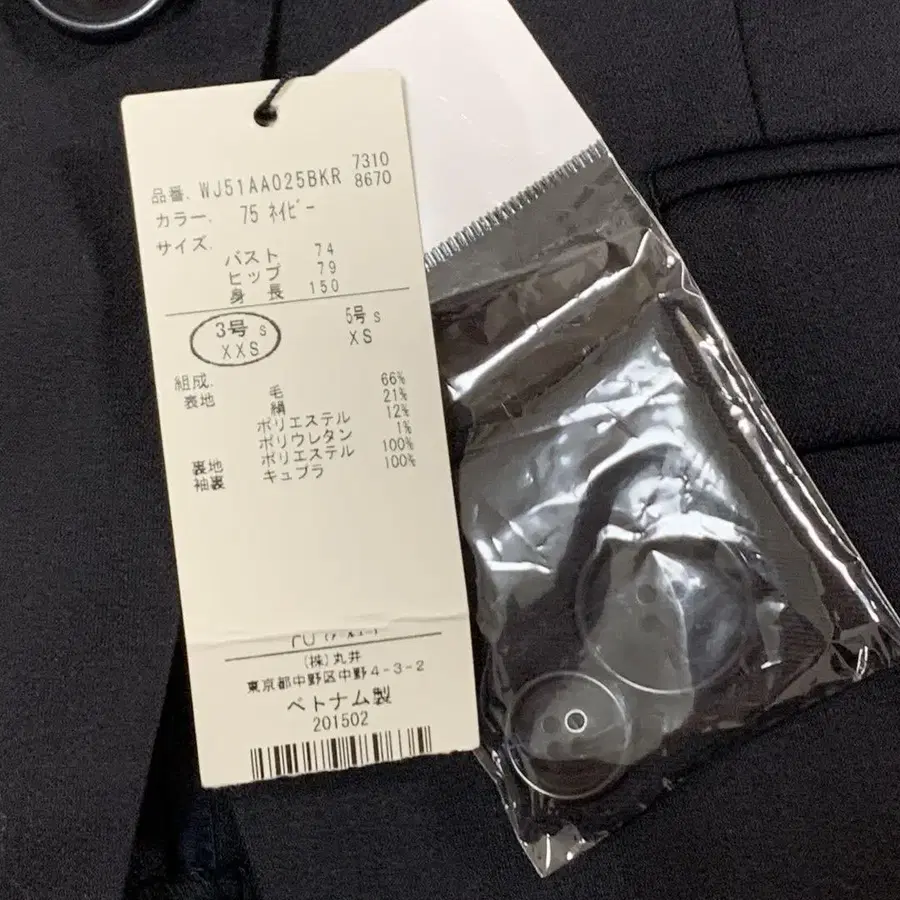 7310
品番. WJ51AA025BKR 8670
カラー. 75 ネイビー
サイズ.
バスト 74
ヒップ 79
身 長 150
3号 s 5号 s
XXS XS
組成.
表地 毛 66%
絹 21%
ポリエステル 12%
ポリウレタン 1%
裏地 ポリエステル 100%
袖裏 キュプラ 100%
ru
(株)丸井
東京都中野区中野4-3-2
ベトナム製
201502